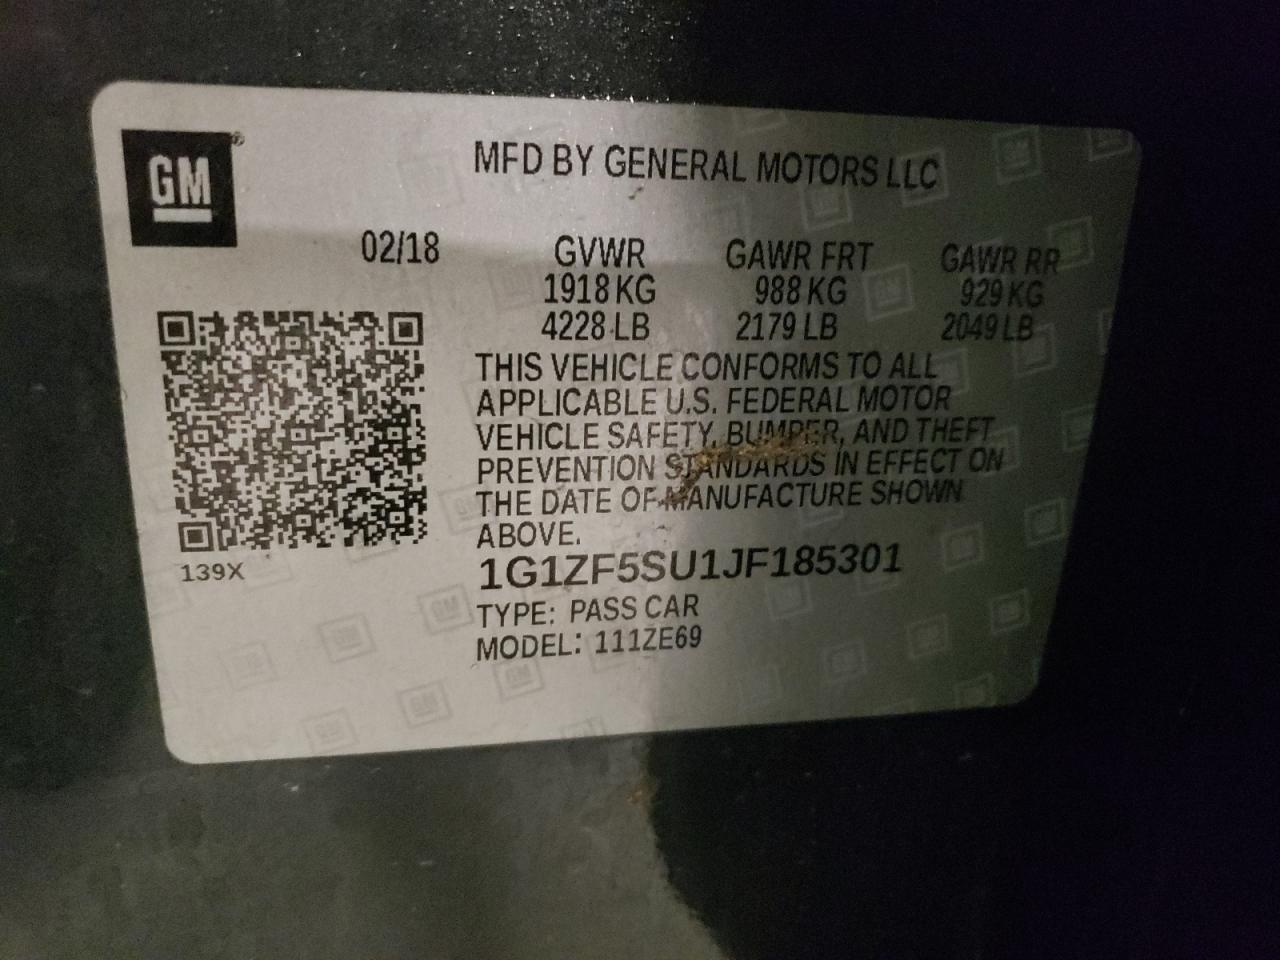 GM®
MFD BY GENERAL MOTORS LLC
02/18 GVWR GAWR FRT GAWR RR
1918 KG 988 KG 929 KG
4228 LB 2179 LB 2049 LB
THIS VEHICLE CONFORMS TO ALL
APPLICABLE U.S. FEDERAL MOTOR
VEHICLE SAFETY, BUMPER, AND THEFT
PREVENTION STANDARDS IN EFFECT ON
THE DATE OF MANUFACTURE SHOWN
ABOVE.
139X
1G1ZF5SU1JF185301
TYPE: PASS CAR
MODEL: 111ZE69